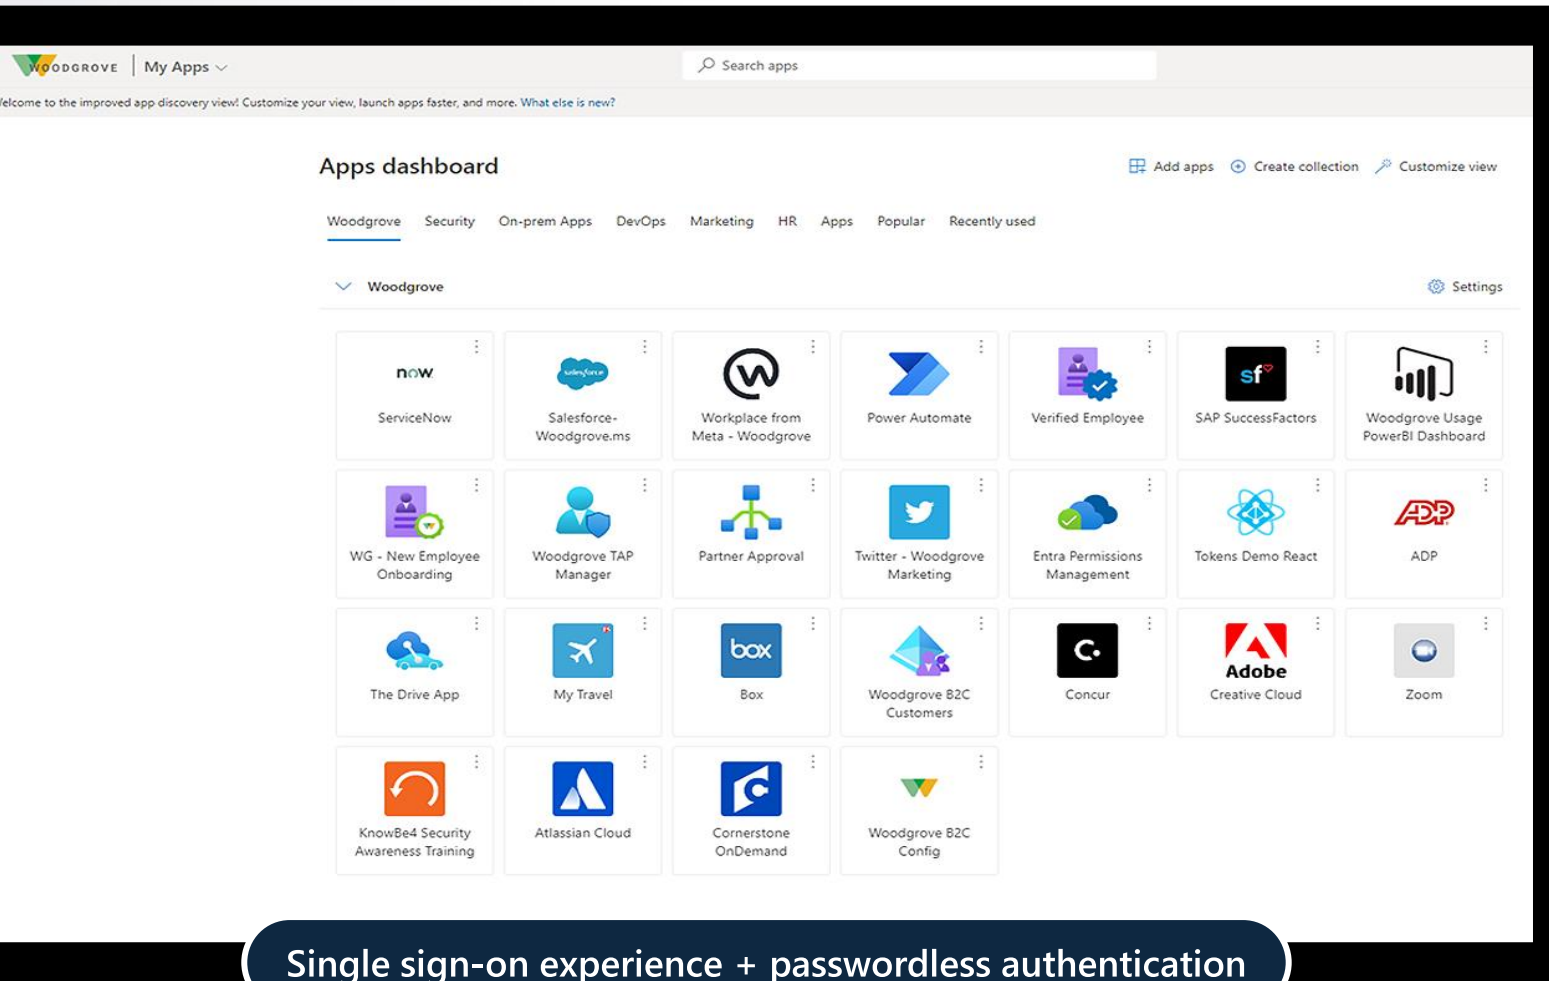 WOODGROVE
My Apps
Search apps
elcome to the improved app discovery view! Customize your view, launch apps faster, and more. What else is new?
Apps dashboard
Add apps
Create collection
Customize view
Woodgrove
Security
On-prem Apps
DevOps
Marketing
HR
Apps
Popular
Recently used
Woodgrove
Settings
now
ServiceNow
salesforce
Salesforce-
Woodgrove.ms
Workplace from
Meta - Woodgrove
Power Automate
Verified Employee
sf
SAP SuccessFactors
Woodgrove Usage
PowerBI Dashboard
WG - New Employee
Onboarding
Woodgrove TAP
Manager
Partner Approval
Twitter - Woodgrove
Marketing
Entra Permissions
Management
Tokens Demo React
ADP
ADP
The Drive App
My Travel
box
Box
Woodgrove B2C
Customers
C.
Concur
Adobe
Creative Cloud
Zoom
KnowBe4 Security
Awareness Training
Atlassian Cloud
Cornerstone
OnDemand
Woodgrove B2C
Config
Single sign-on experience + passwordless authentication